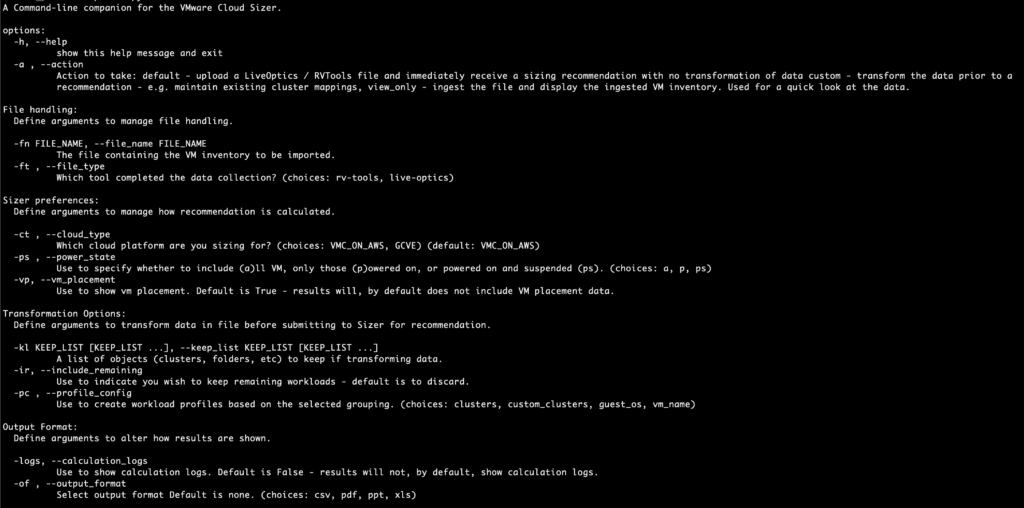 A Command-line companion for the VMware Cloud Sizer.
options:
-h, --help
show this help message and exit
-a , --action
Action to take: default - upload a LiveOptics / RVTools file and immediately receive a sizing recommendation with no transformation of data custom - transform the data prior to a
recommendation - e.g. maintain existing cluster mappings, view_only - ingest the file and display the ingested VM inventory. Used for a quick look at the data.
File handling:
Define arguments to manage file handling.
-fn FILE_NAME, --file_name FILE_NAME
The file containing the VM inventory to be imported.
-ft , --file_type
Which tool completed the data collection? (choices: rv-tools, live-optics)
Sizer preferences:
Define arguments to manage how recommendation is calculated.
-ct , --cloud_type
Which cloud platform are you sizing for? (choices: VMC_ON_AWS, GCVE) (default: VMC_ON_AWS)
-ps , --power_state
Use to specify whether to include (a)ll VM, only those (p)owered on, or powered on and suspended (ps). (choices: a, p, ps)
-vp, --vm_placement
Use to show vm placement. Default is True - results will, by default does not include VM placement data.
Transformation Options:
Define arguments to transform data in file before submitting to Sizer for recommendation.
-kl KEEP_LIST [KEEP_LIST ...], --keep_list KEEP_LIST [KEEP_LIST ...]
A list of objects (clusters, folders, etc) to keep if transforming data.
-ir, --include_remaining
Use to indicate you wish to keep remaining workloads - default is to discard.
-pc , --profile_config
Use to create workload profiles based on the selected grouping. (choices: clusters, custom_clusters, guest_os, vm_name)
Output Format:
Define arguments to alter how results are shown.
-logs, --calculation_logs
Use to show calculation logs. Default is False - results will not, by default, show calculation logs.
-of , --output_format
Select output format Default is none. (choices: csv, pdf, ppt, xls)